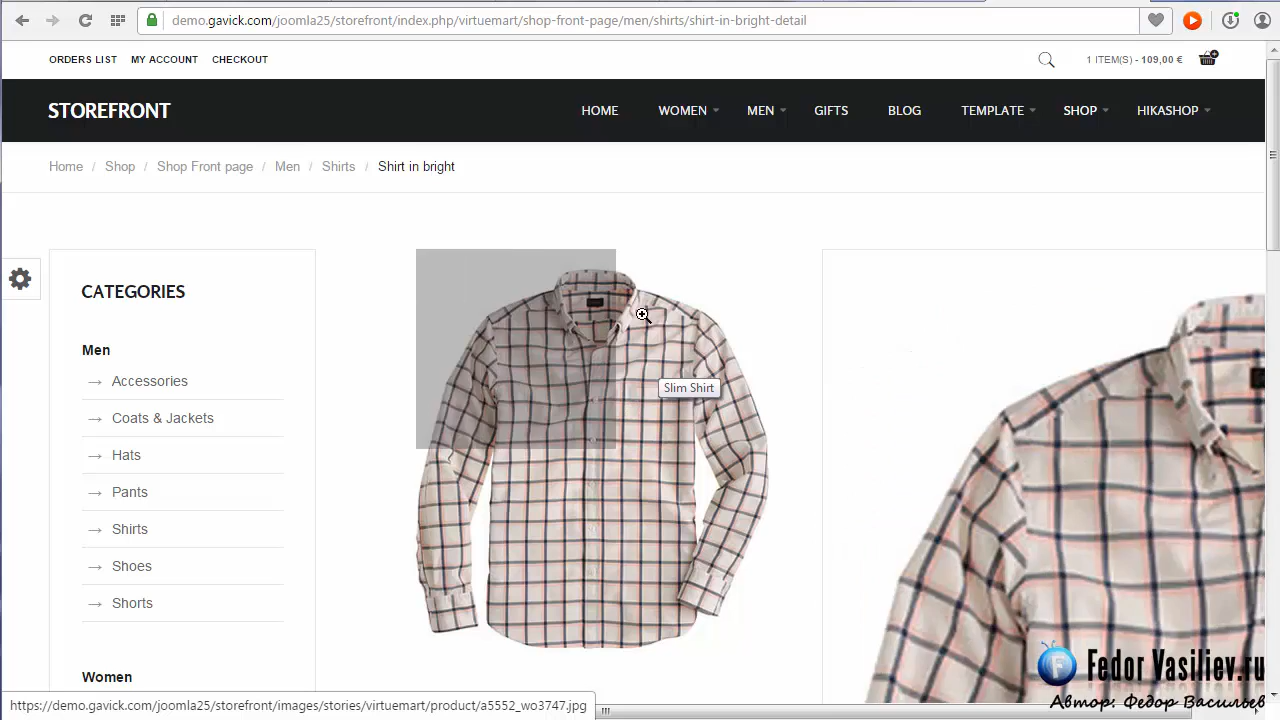 demo.gavick.com/joomla25/storefront/index.php/virtuemart/shop-front-page/men/shirts/shirt-in-bright-detail
ORDERS LIST MY ACCOUNT CHECKOUT 1 ITEM(S) - 109,00 €
STOREFRONT HOME WOMEN MEN GIFTS BLOG TEMPLATE SHOP HIKASHOP
Home / Shop / Shop Front page / Men / Shirts / Shirt in bright
CATEGORIES
Men
→ Accessories
→ Coats & Jackets
→ Hats
→ Pants
→ Shirts
→ Shoes
→ Shorts
Women
Slim Shirt
Fedor Vasiliev.ru
Автор: Федор Васильев
https://demo.gavick.com/joomla25/storefront/images/stories/virtuemart/product/a5552_wo3747.jpg